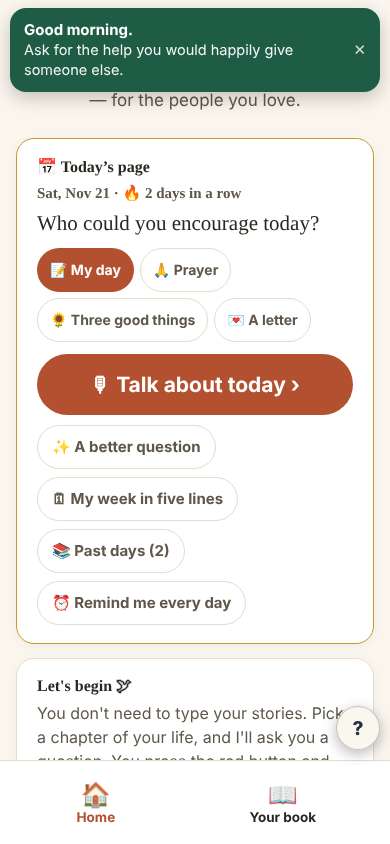 Good morning.
Ask for the help you would happily give
someone else.
×
— for the people you love.
📅 Today's page
Sat, Nov 21 · 🔥 2 days in a row
Who could you encourage today?
📝 My day
🙏 Prayer
🌻 Three good things
💌 A letter
🎙 Talk about today ›
✨ A better question
🗓 My week in five lines
📚 Past days (2)
⏰ Remind me every day
Let's begin 🕊
You don't need to type your stories. Pick
a chapter of your life, and I'll ask you a
?
🏠 Home
📖 Your book